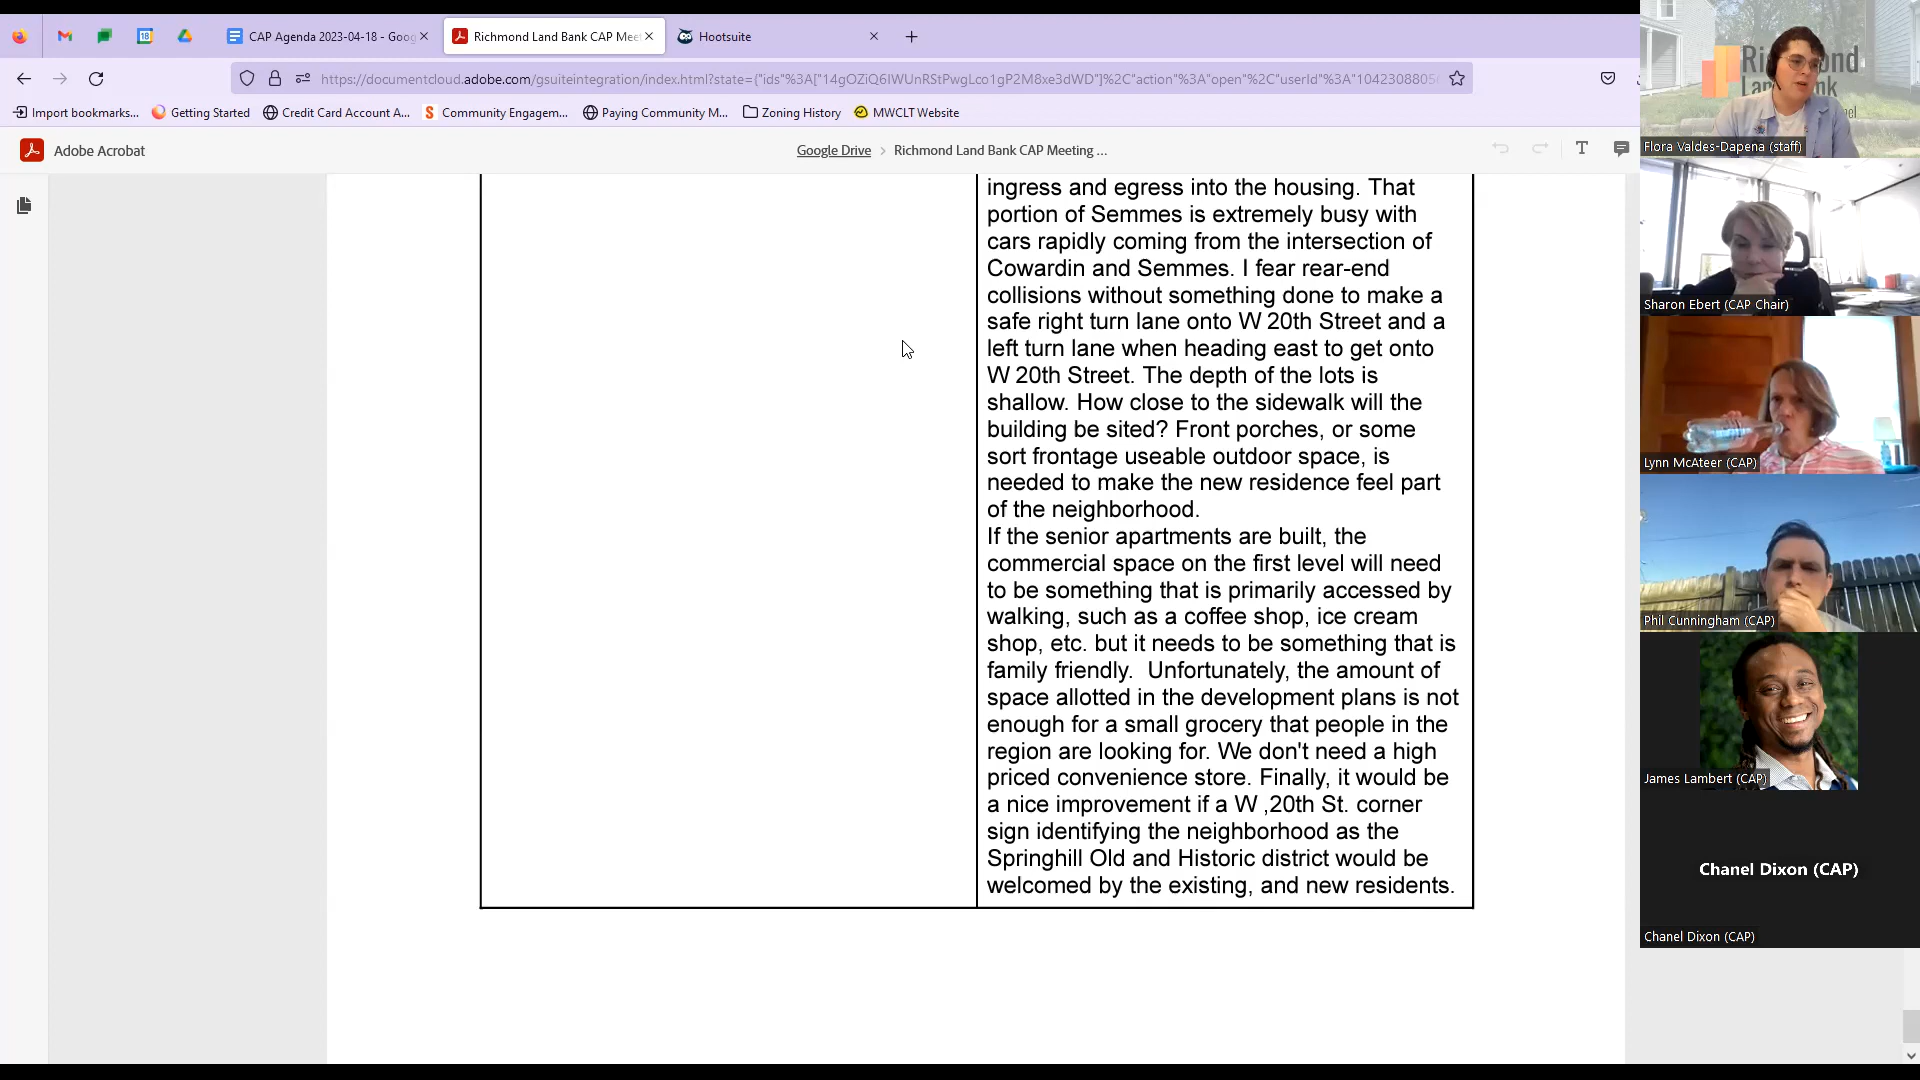 CAP Agenda 2023-04-18 - Goog
Richmond Land Bank CAP Mee
Hootsuite
https://documentcloud.adobe.com/gsuiteintegration/index.html?state={"ids"%3A["14gOZiQ6IWUnRStPwgLco1gP2M8xe3dWD"]%2C"action"%3A"open"%2C"userId"%3A"1042308805
Import bookmarks...
Getting Started
Credit Card Account A...
Community Engagem...
Paying Community M...
Zoning History
MWCLT Website
Adobe Acrobat
Google Drive > Richmond Land Bank CAP Meeting ...
ingress and egress into the housing. That
portion of Semmes is extremely busy with
cars rapidly coming from the intersection of
Cowardin and Semmes. I fear rear-end
collisions without something done to make a
safe right turn lane onto W 20th Street and a
left turn lane when heading east to get onto
W 20th Street. The depth of the lots is
shallow. How close to the sidewalk will the
building be sited? Front porches, or some
sort frontage useable outdoor space, is
needed to make the new residence feel part
of the neighborhood.
If the senior apartments are built, the
commercial space on the first level will need
to be something that is primarily accessed by
walking, such as a coffee shop, ice cream
shop, etc. but it needs to be something that is
family friendly.  Unfortunately, the amount of
space allotted in the development plans is not
enough for a small grocery that people in the
region are looking for. We don't need a high
priced convenience store. Finally, it would be
a nice improvement if a W ,20th St. corner
sign identifying the neighborhood as the
Springhill Old and Historic district would be
welcomed by the existing, and new residents.
Flora Valdes-Dapena (staff)
Sharon Ebert (CAP Chair)
Lynn McAteer (CAP)
Phil Cunningham (CAP)
James Lambert (CAP)
Chanel Dixon (CAP)
Chanel Dixon (CAP)